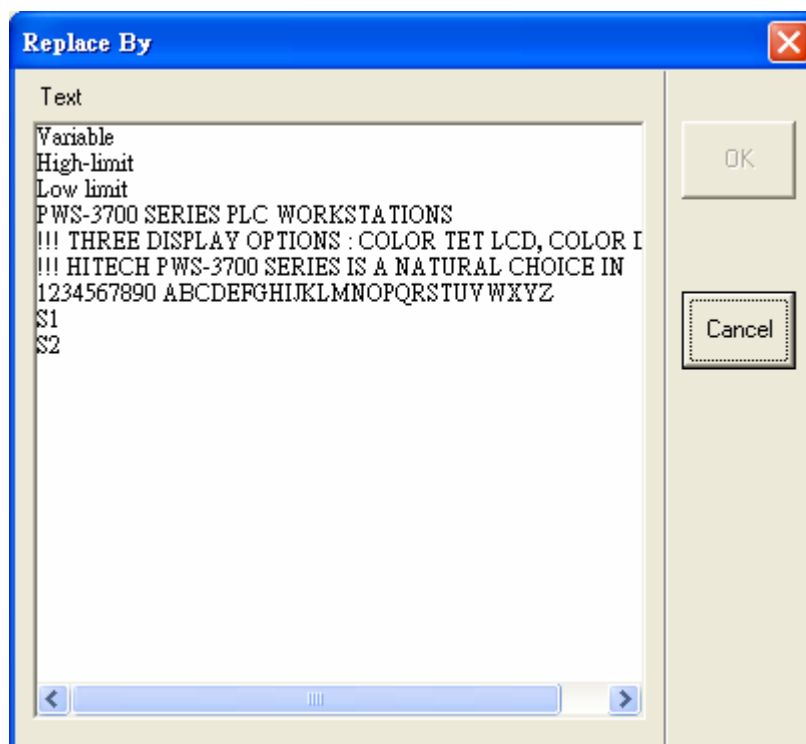 Replace By
Text
Variable
High-limit
Low limit
PWS-3700 SERIES PLC WORKSTATIONS
!!! THREE DISPLAY OPTIONS : COLOR TET LCD, COLOR
!!! HITECH PWS-3700 SERIES IS A NATURAL CHOICE IN
1234567890 ABCDEFGHIJKLMNOPQRSTUVWXYZ
S1
S2
OK
Cancel